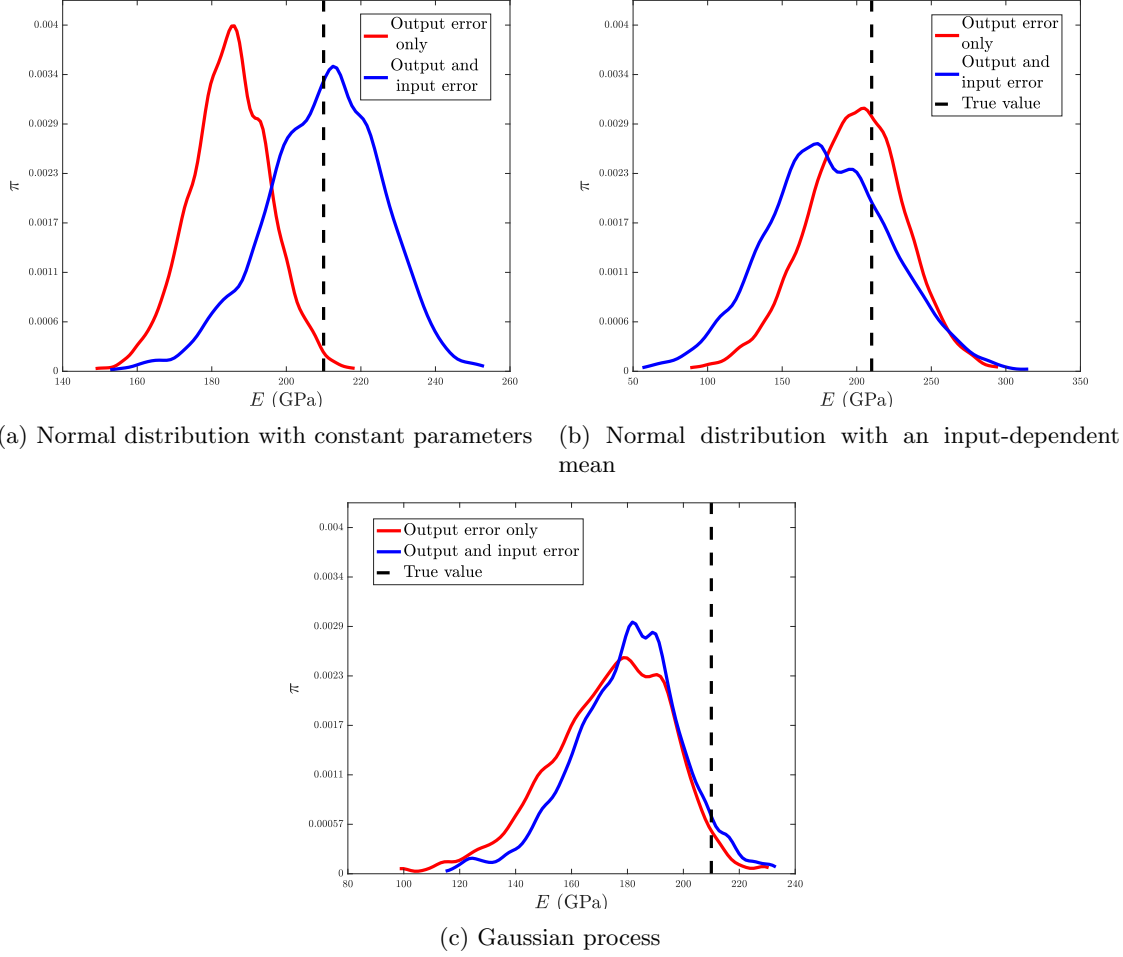 0.004
0.0034
0.0029
0.0023
0.0017
0.0011
0.0006
0
π
140 160 180 200 220 240 260
E (GPa)
Output error
only
Output and
input error
(a) Normal distribution with constant parameters
0.004
0.0034
0.0029
0.0023
0.0017
0.0011
0.0006
0
π
50 100 150 200 250 300 350
E (GPa)
Output error
only
Output and
input error
True value
(b) Normal distribution with an input-dependent
mean
0.004
0.0034
0.0029
0.0023
0.0017
0.0011
0.00057
0
π
80 100 120 140 160 180 200 220 240
E (GPa)
Output error only
Output and input error
True value
(c) Gaussian process